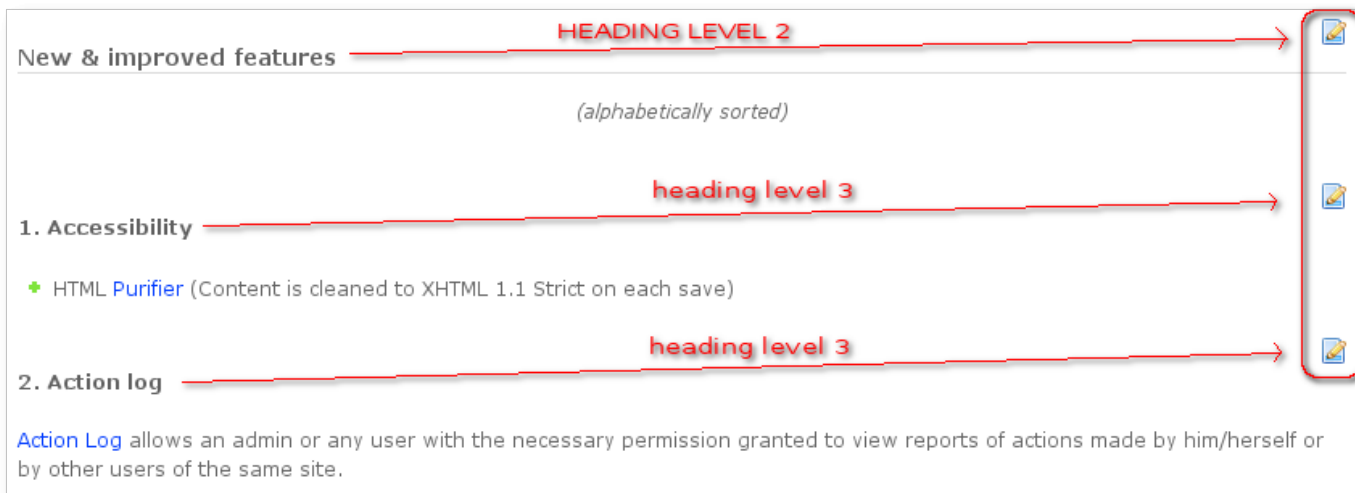 HEADING LEVEL 2
New & improved features
(alphabetically sorted)
heading level 3
1. Accessibility
HTML Purifier (Content is cleaned to XHTML 1.1 Strict on each save)
heading level 3
2. Action log
Action Log allows an admin or any user with the necessary permission granted to view reports of actions made by him/herself or
by other users of the same site.